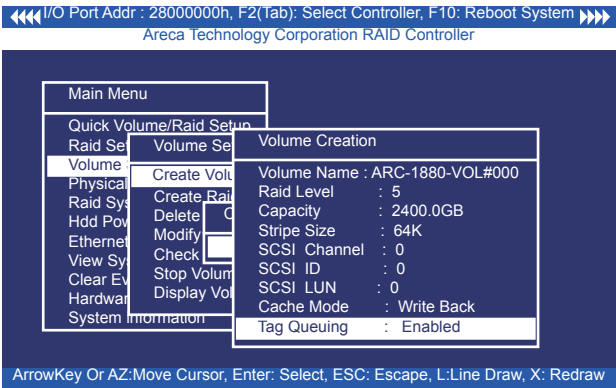 I/O Port Addr : 28000000h, F2(Tab): Select Controller, F10: Reboot System
Areca Technology Corporation RAID Controller
Main Menu
Quick Volume/Raid Setup
Raid Set
Volume
Physical
Raid Sys
Hdd Pow
Ethernet
View Sy
Clear Ev
Hardwar
System Information
Volume Se
Create Volu
Create Rai
Delete
Modify
Check
Stop Volum
Display Vol
C
Volume Creation
Volume Name : ARC-1880-VOL#000
Raid Level : 5
Capacity : 2400.0GB
Stripe Size : 64K
SCSI Channel : 0
SCSI ID : 0
SCSI LUN : 0
Cache Mode : Write Back
Tag Queuing : Enabled
ArrowKey Or AZ:Move Cursor, Enter: Select, ESC: Escape, L:Line Draw, X: Redraw